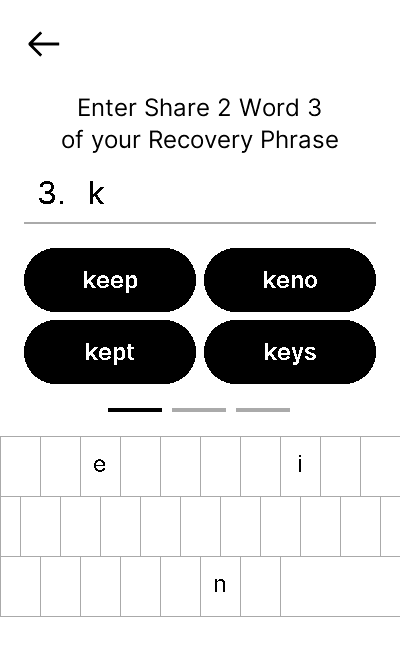 Enter Share 2 Word 3
of your Recovery Phrase
3. k
keep keno
kept keys
e i
n